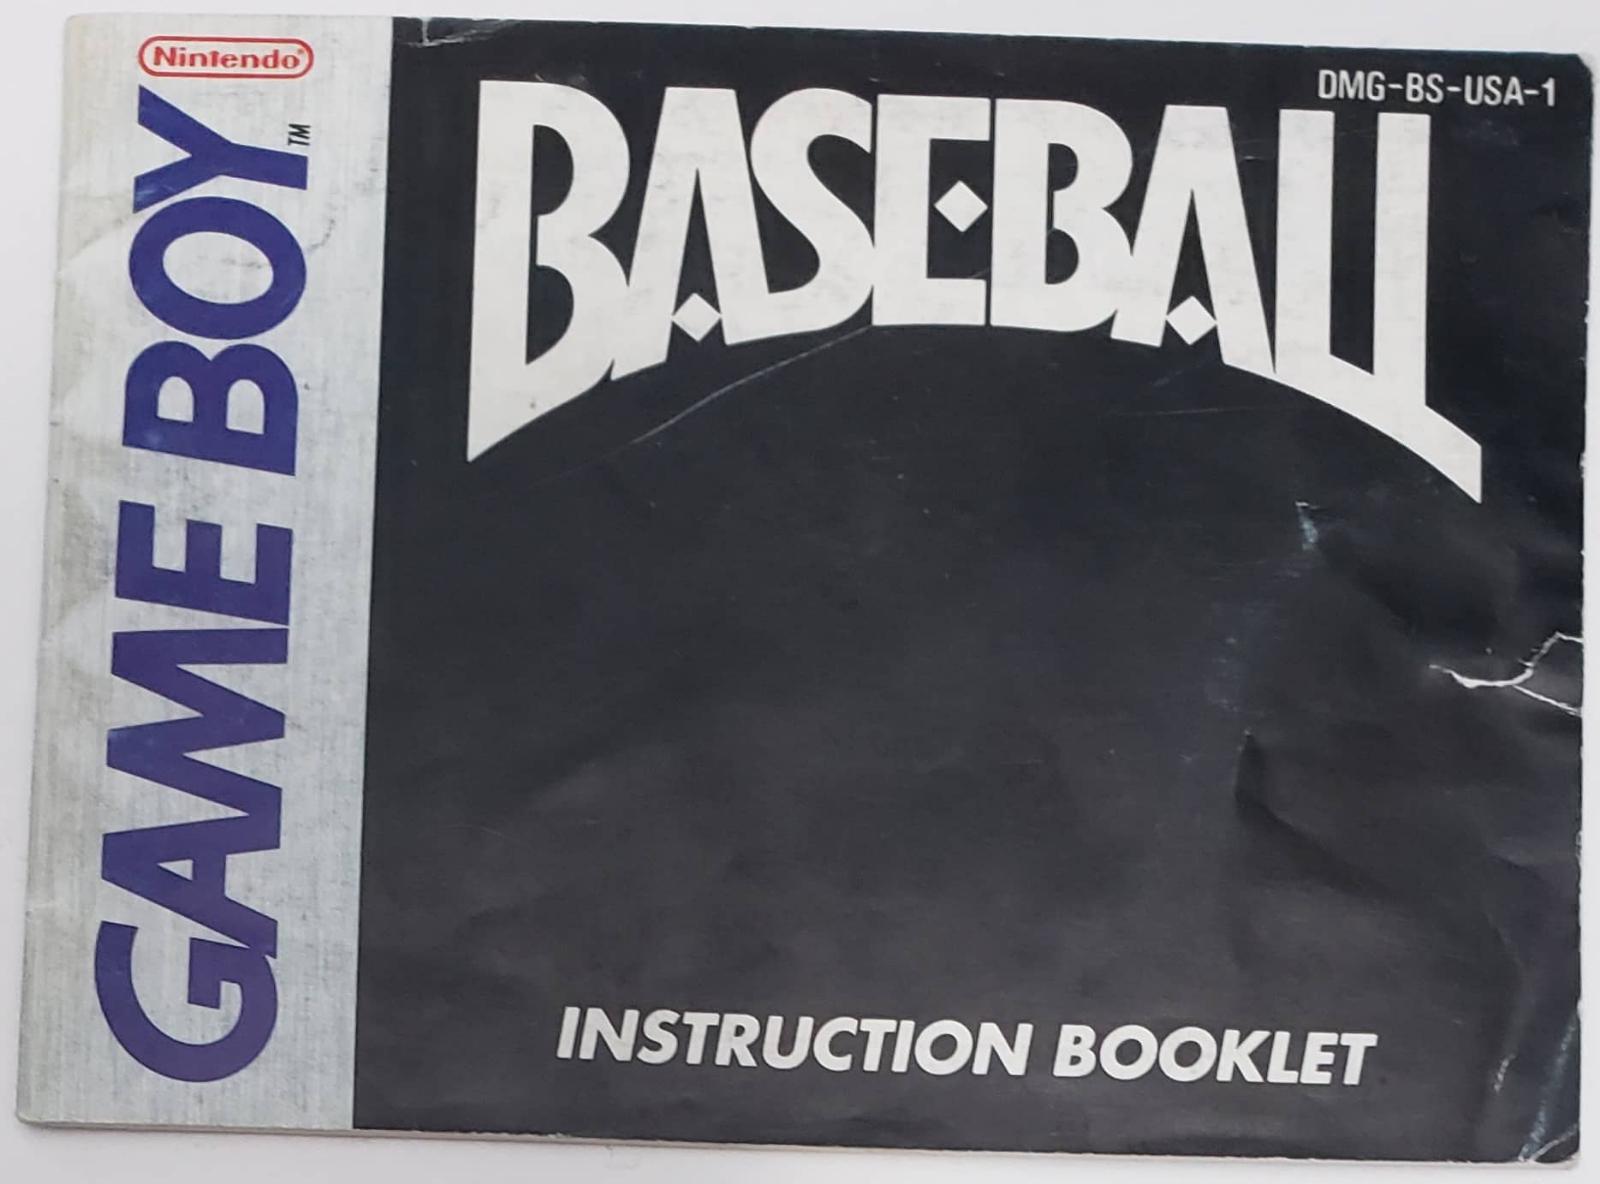 Nintendo®
GAME BOY™
DMG-BS-USA-1
BASEBALL
INSTRUCTION BOOKLET